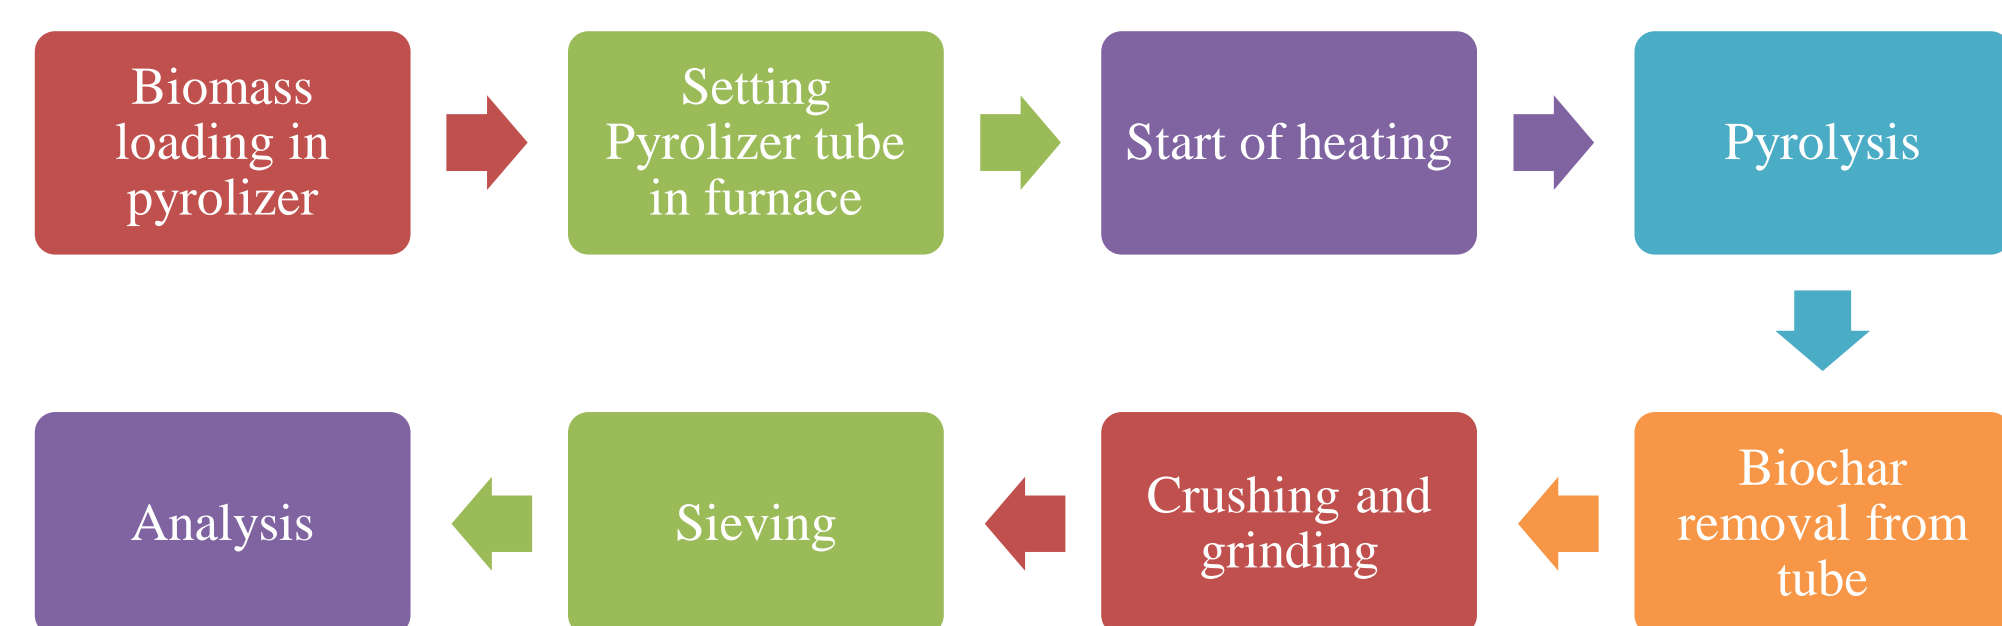 Biomass
loading in
pyrolizer
Setting
Pyrolizer tube
in furnace
Start of heating
Pyrolysis
Biochar
removal from
tube
Crushing and
grinding
Sieving
Analysis